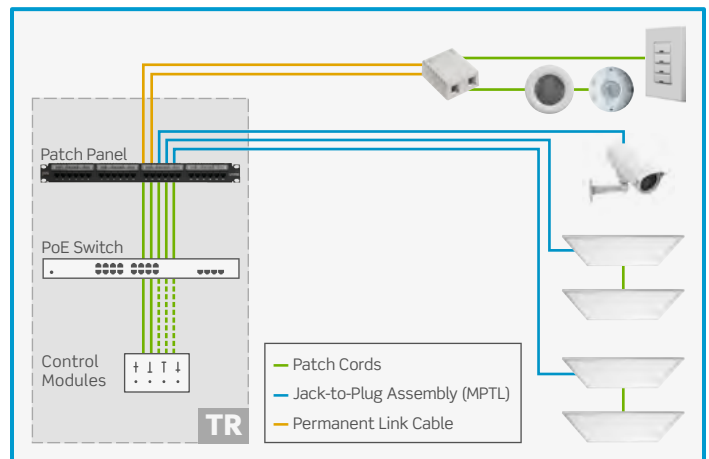 Patch Panel
PoE Switch
Control
Modules
TR
Patch Cords
Jack-to-Plug Assembly (MPTL)
Permanent Link Cable